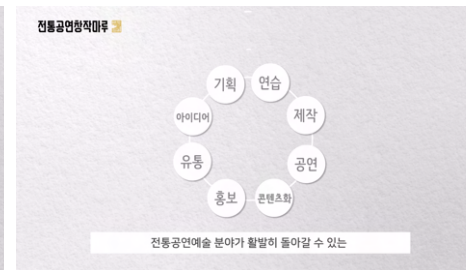 전통공연창작마루
기획
연습
아이디어
제작
유통
공연
홍보
콘텐츠화
전통공연예술 분야가 활발히 돌아갈 수 있는